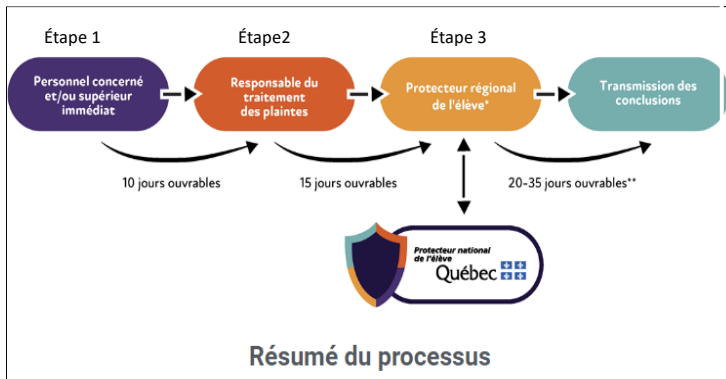 Étape 1
Étape2
Étape 3
Personnel concerné
et/ou supérieur
immédiat
Responsable du
traitement
des plaintes
Protecteur régional
de l'élève*
Transmission des
conclusions
10 jours ouvrables
15 jours ouvrables
20-35 jours ouvrables**
Protecteur national
de l'élève
Québec
Résumé du processus